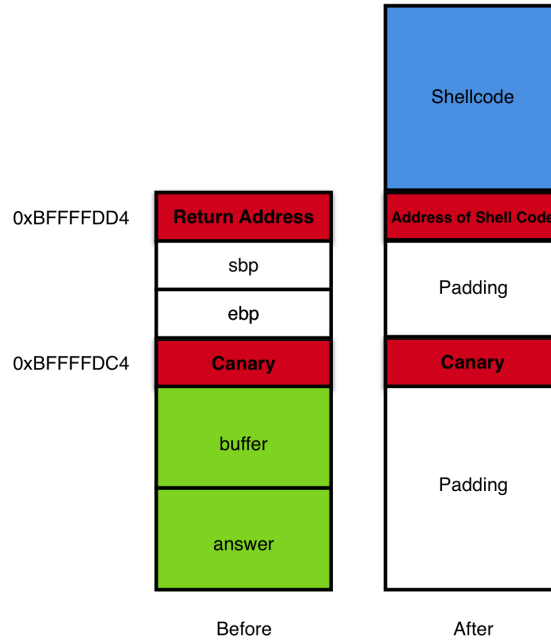 Shellcode
0xBFFFFDD4
Return Address
Address of Shell Code
sbp
ebp
Padding
0xBFFFFDC4
Canary
Canary
buffer
answer
Padding
Before
After